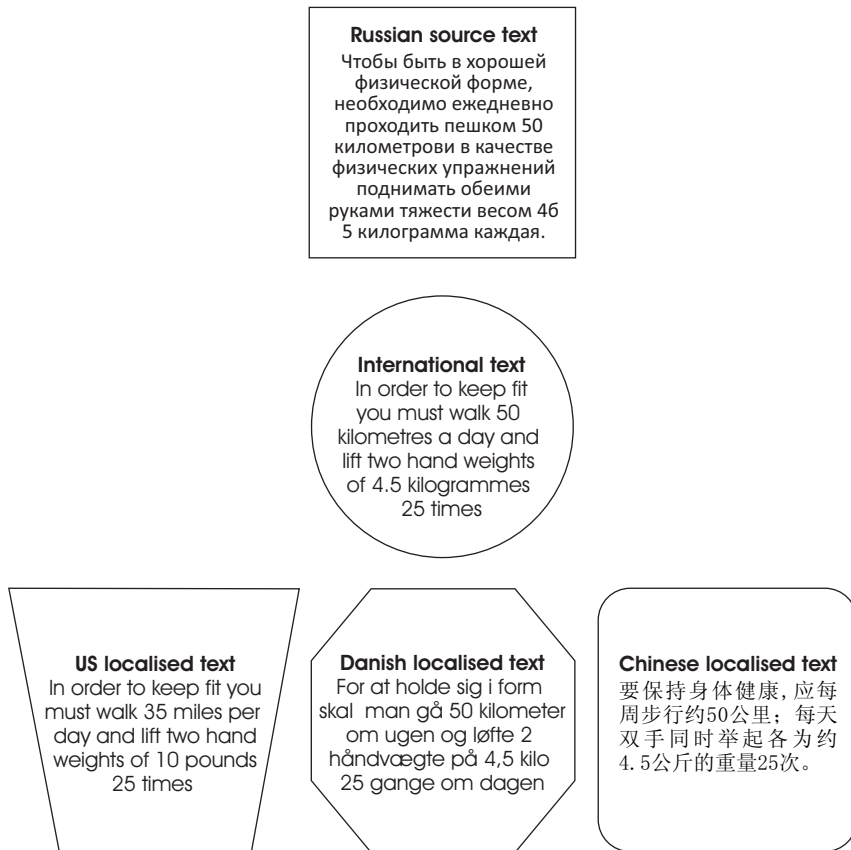 Russian source text
Чтобы быть в хорошей
физической форме,
необходимо ежедневно
проходить пешком 50
километрови в качестве
физических упражнений
поднимать обеими
руками тяжести весом 4б
5 килограмма каждая.
International text
In order to keep fit
you must walk 50
kilometres a day and
lift two hand weights
of 4.5 kilogrammes
25 times
US localised text
In order to keep fit you
must walk 35 miles per
day and lift two hand
weights of 10 pounds
25 times
Danish localised text
For at holde sig i form
skal man gå 50 kilometer
om ugen og løfte 2
håndvægte på 4,5 kilo
25 gange om dagen
Chinese localised text
要保持身体健康,应每
周步行约50公里；每天
双手同时举起各为约
4.5公斤的重量25次。